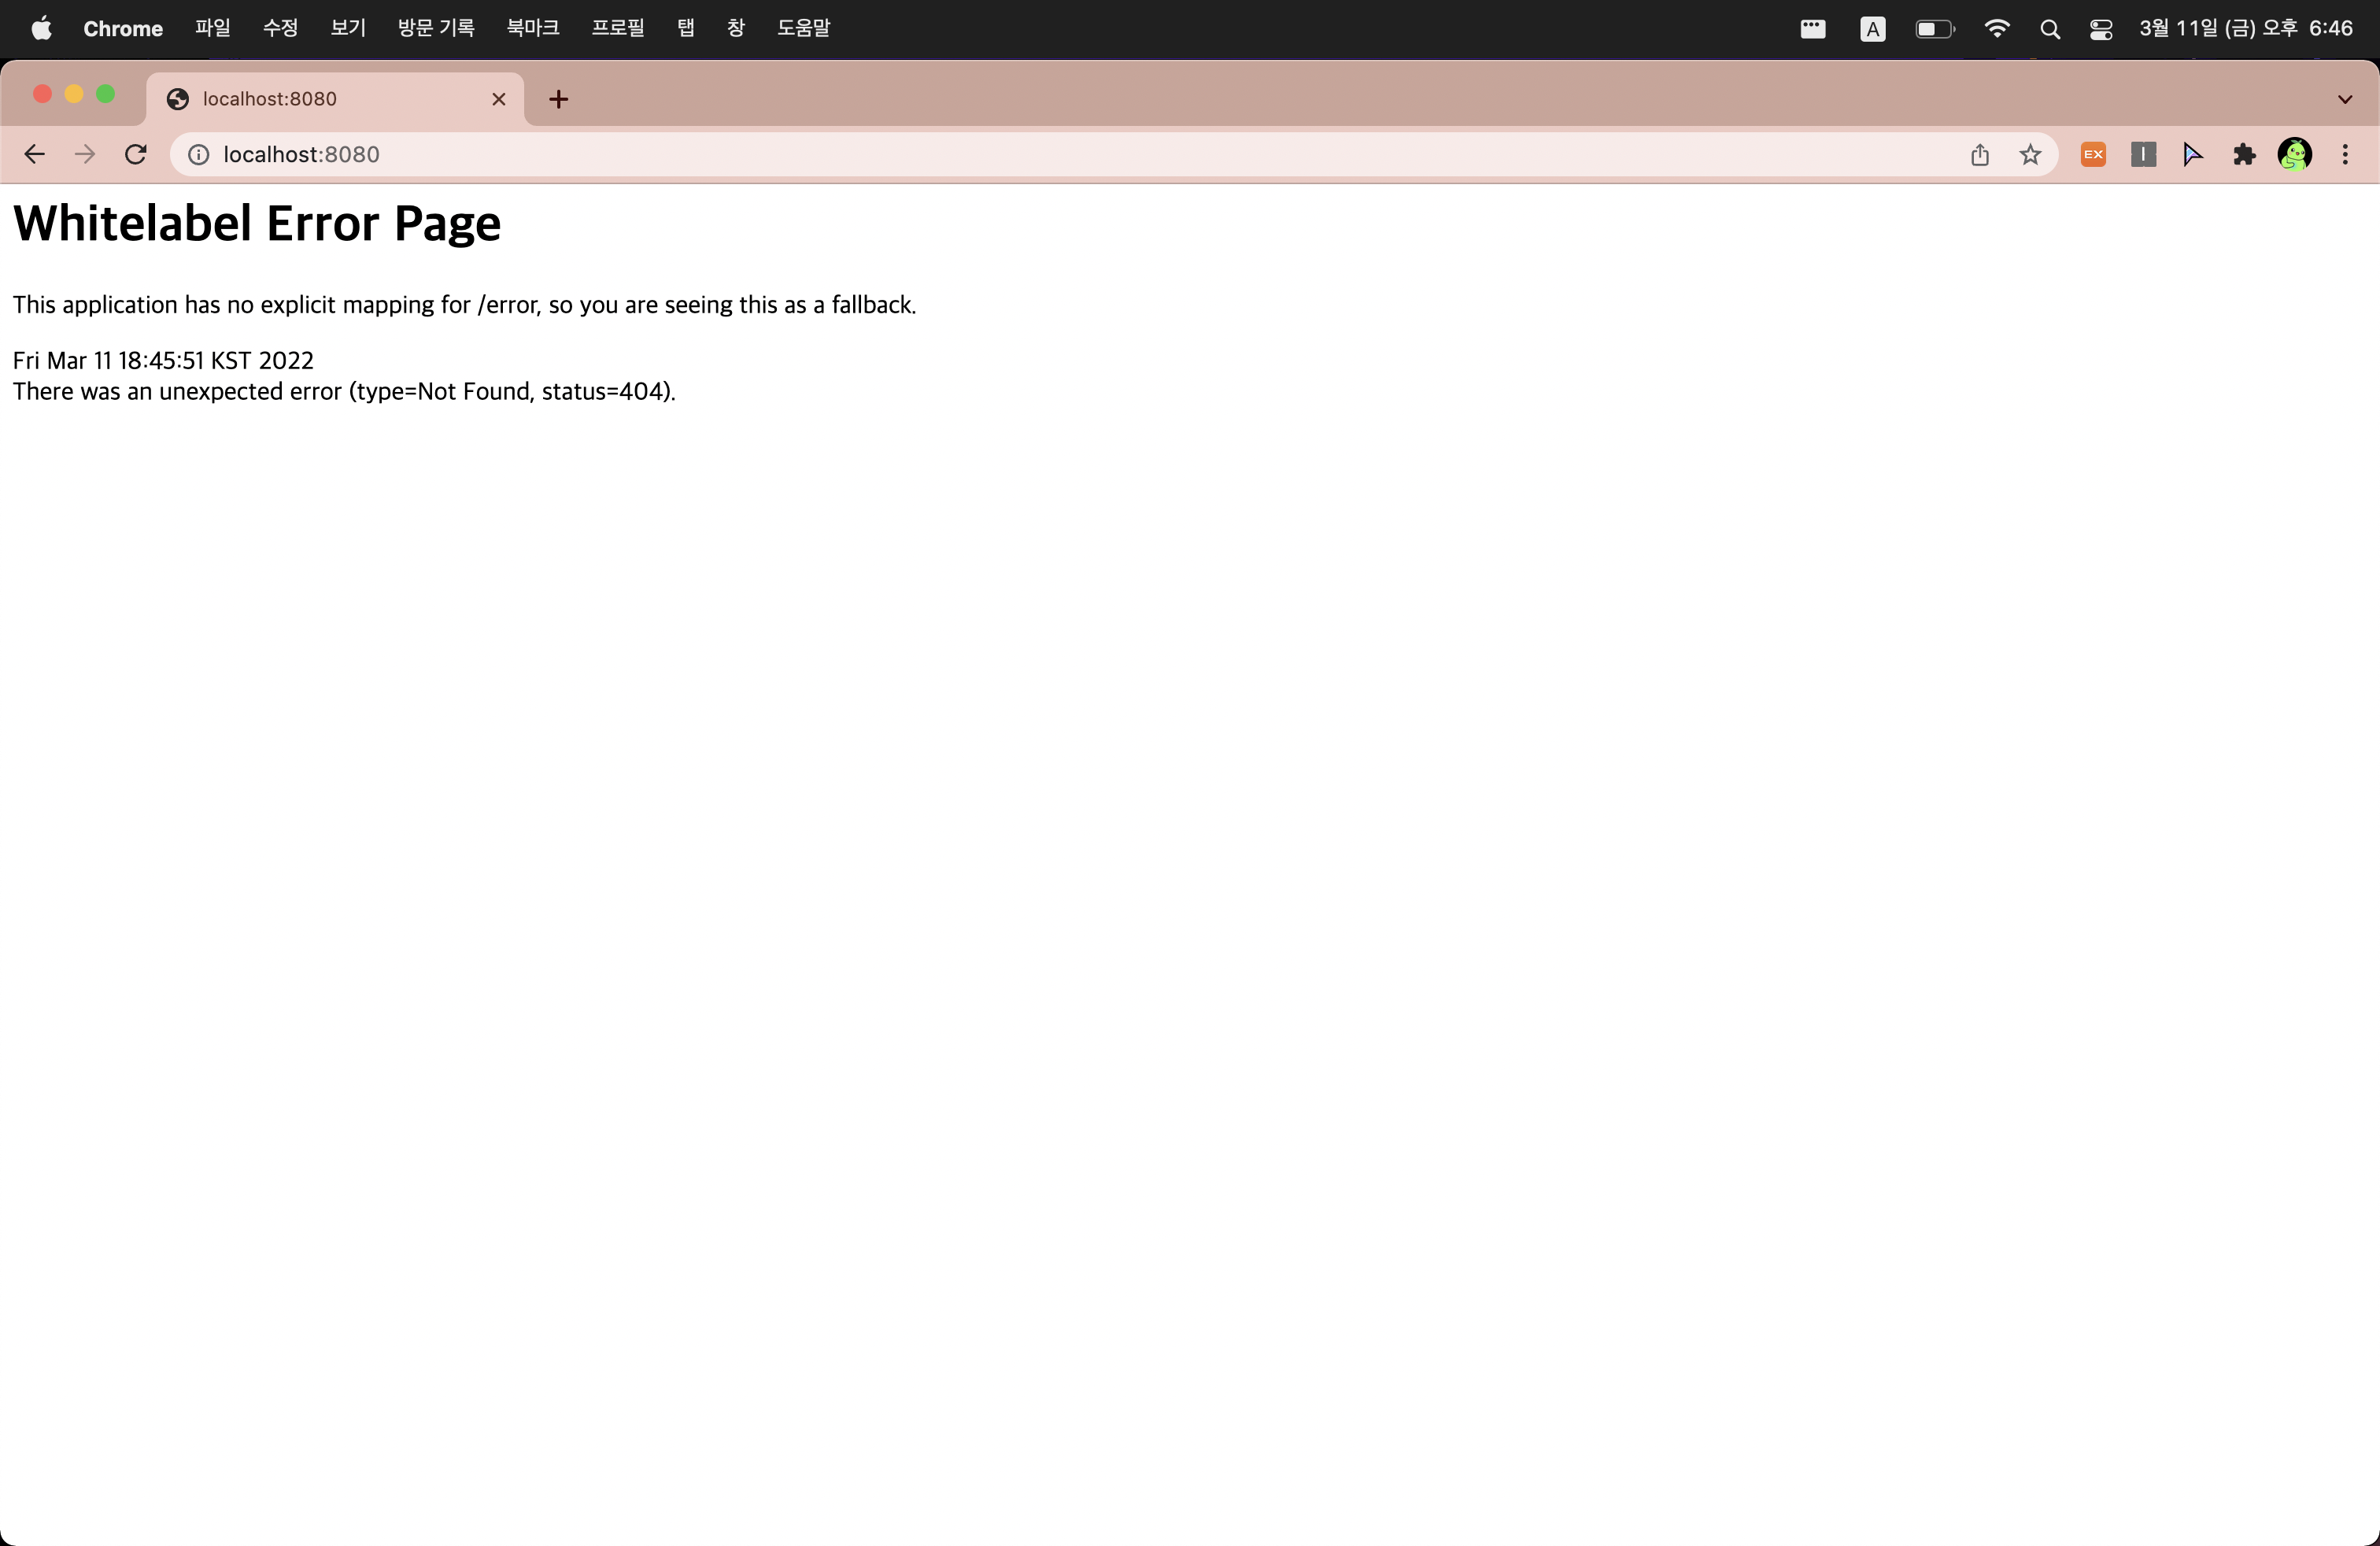 Chrome 파일 수정 보기 방문 기록 북마크 프로필 탭 창 도움말 A 3월 11일 (금) 오후 6:46
localhost:8080
localhost:8080 EX
Whitelabel Error Page
This application has no explicit mapping for /error, so you are seeing this as a fallback.
Fri Mar 11 18:45:51 KST 2022
There was an unexpected error (type=Not Found, status=404).